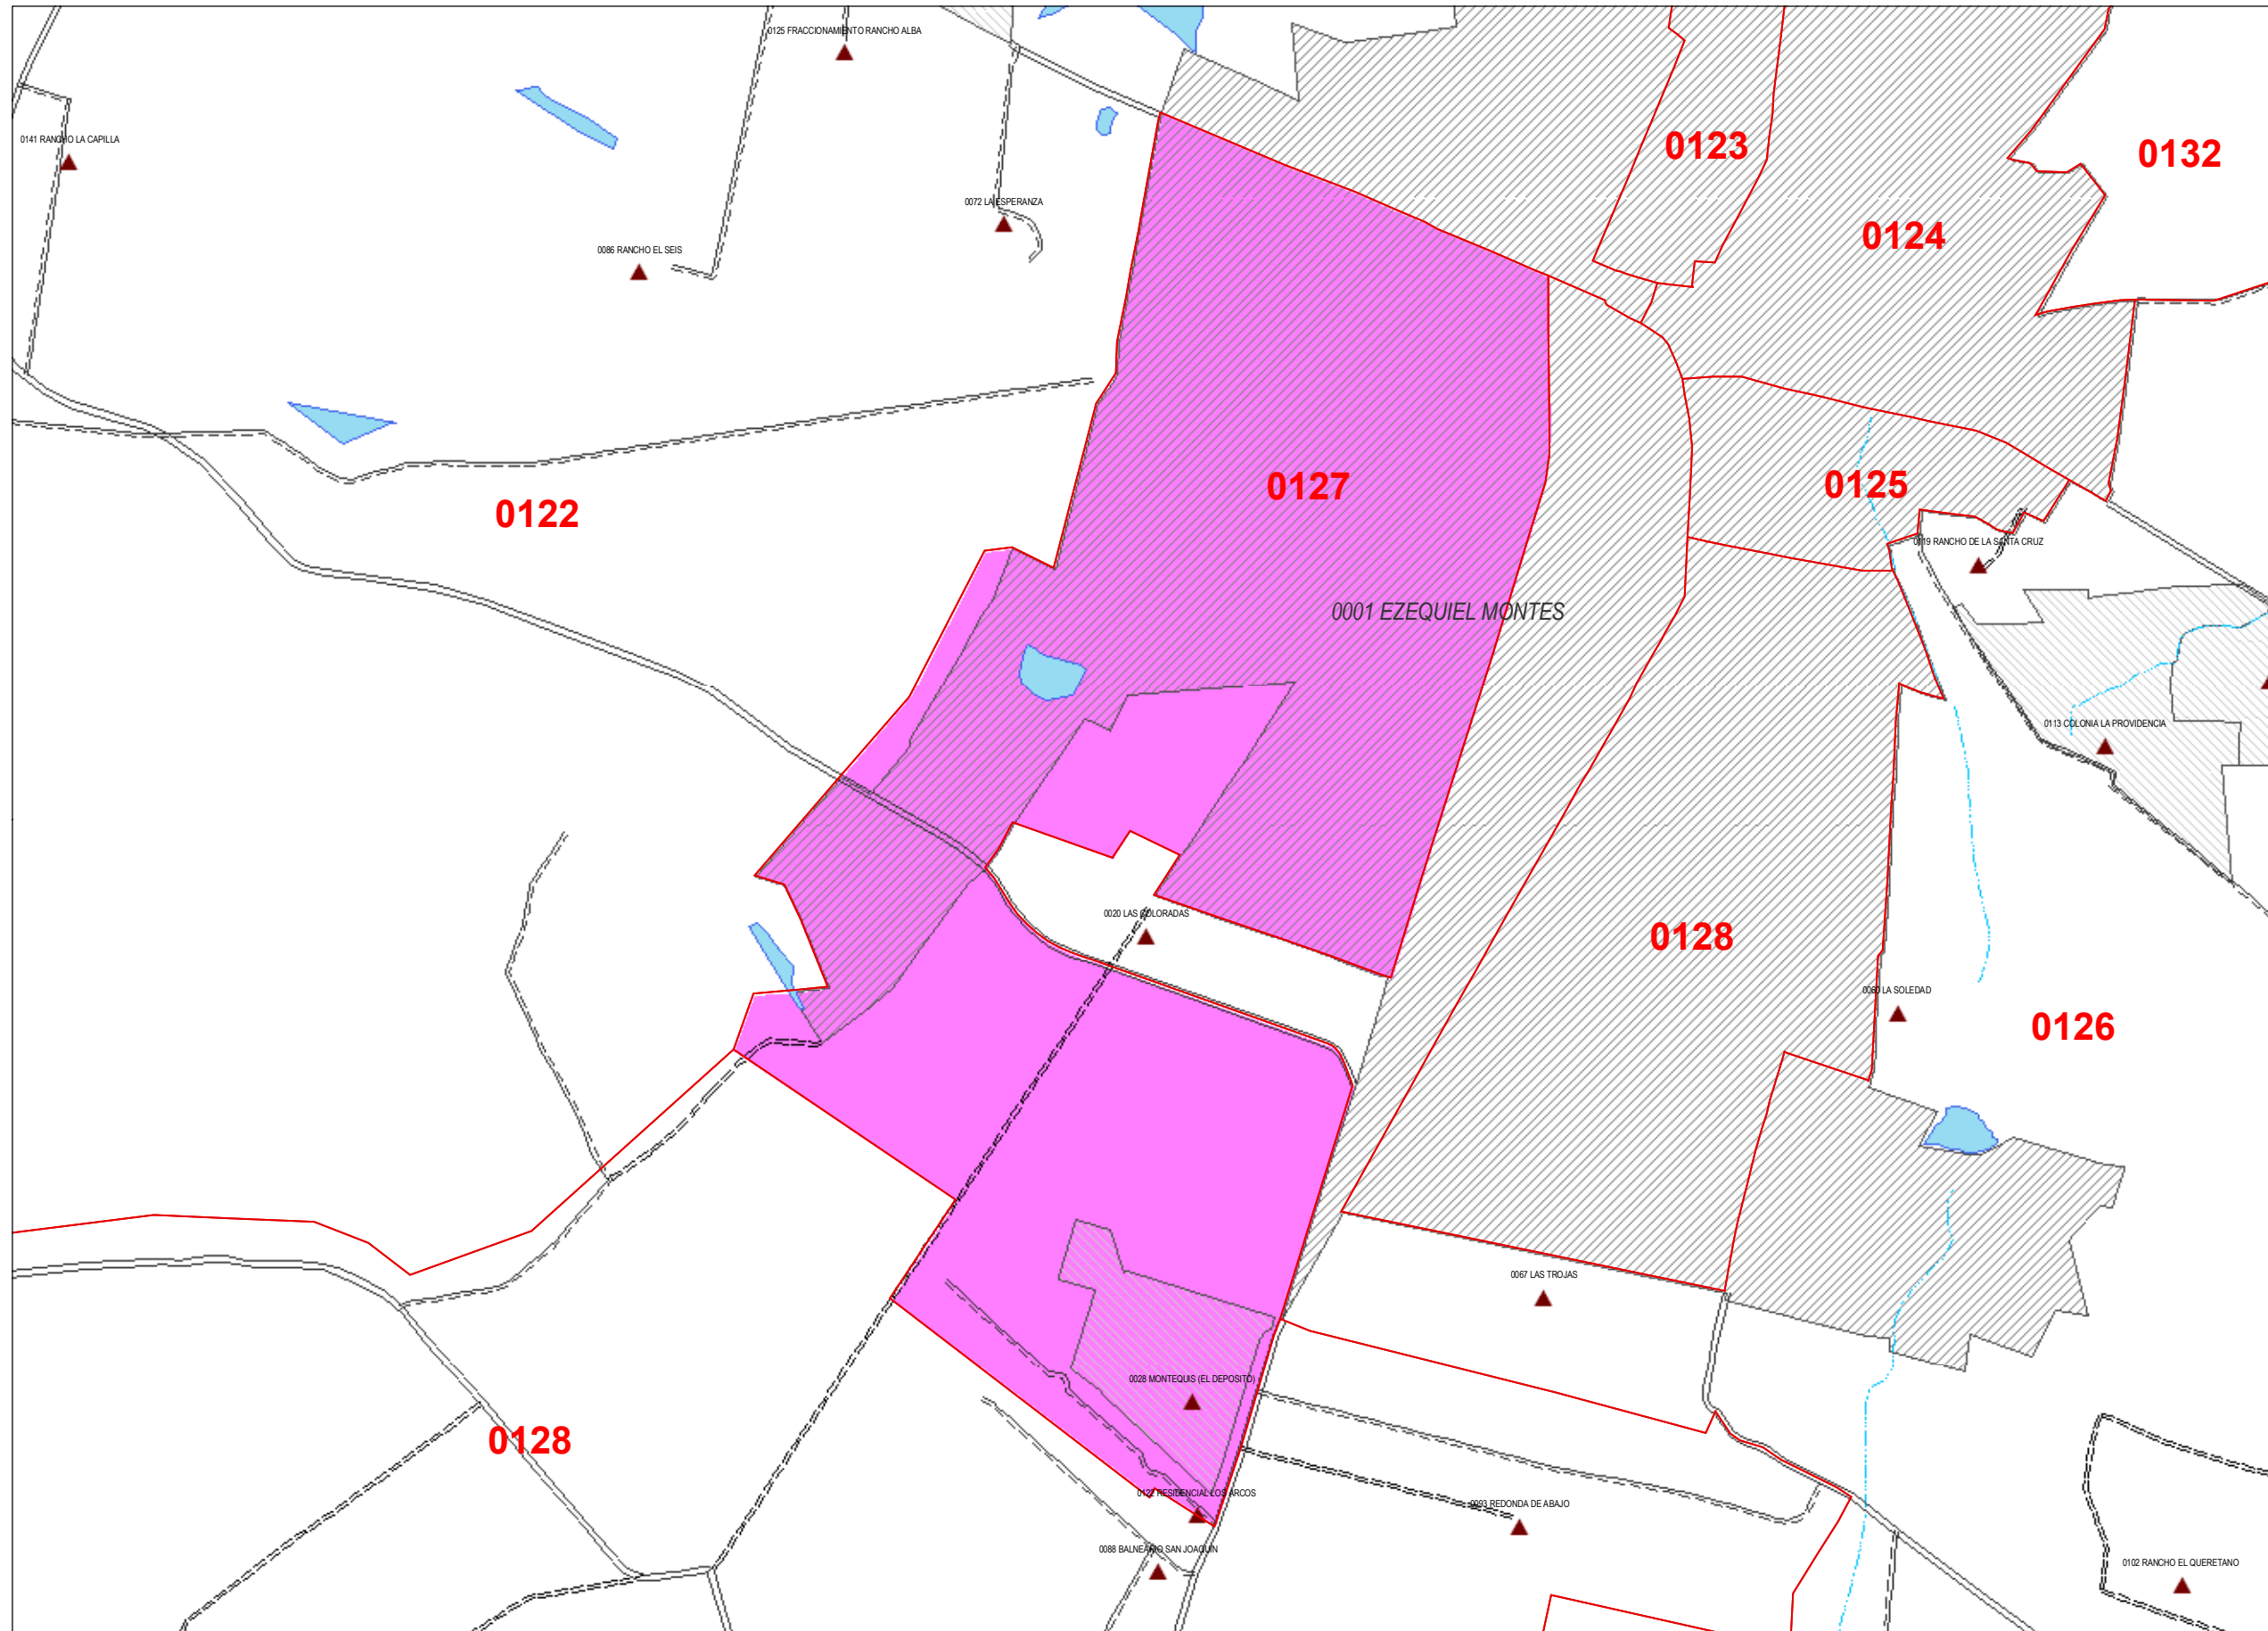 0125 FRACCIONAMIENTO RANCHO ALBA
0141 RANCHO LA CAPILLA
0123
0132
0072 LA ESPERANZA
0124
0086 RANCHO EL SEIS
0127
0125
0122
0119 RANCHO DE LA SANTA CRUZ
0001 EZEQUIEL MONTES
0113 COLONIA LA PROVIDENCIA
0020 LAS COLORADAS
0128
0060 LA SOLEDAD
0126
0067 LAS TROJAS
0028 MONTEQUIS (EL DEPOSITO)
0128
0122 RESIDENCIAL LOS ARCOS
0093 REDONDA DE ABAJO
0088 BALNEARIO SAN JOAQUIN
0102 RANCHO EL QUERETANO